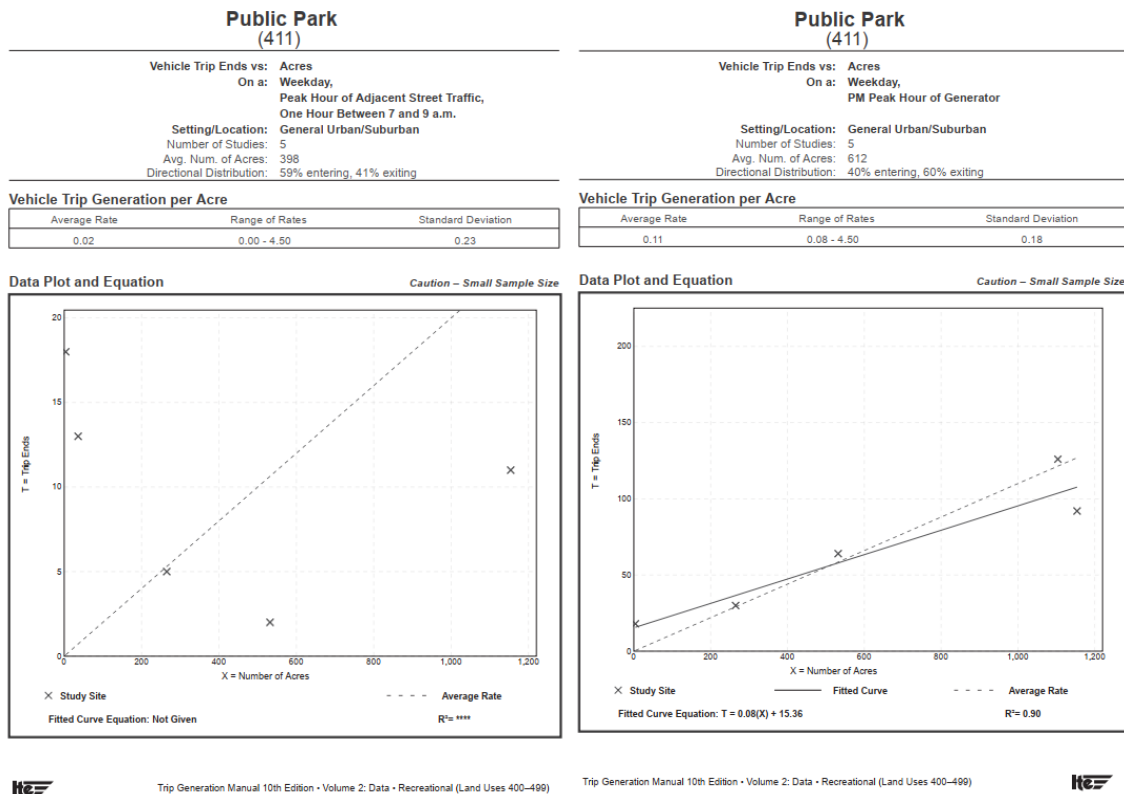 Public Park
(411)
Vehicle Trip Ends vs: Acres
On a: Weekday,
Peak Hour of Adjacent Street Traffic,
One Hour Between 7 and 9 a.m.
Setting/Location: General Urban/Suburban
Number of Studies: 5
Avg. Num. of Acres: 398
Directional Distribution: 59% entering, 41% exiting
Vehicle Trip Generation per Acre
Average Rate Range of Rates Standard Deviation
0.02 0.00 - 4.50 0.23
Data Plot and Equation Caution – Small Sample Size
20
15
10
5
0
T = Trip Ends
0 200 400 600 800 1,000 1,200
X = Number of Acres
Study Site Average Rate
Fitted Curve Equation: Not Given R²= ****
Trip Generation Manual 10th Edition • Volume 2: Data • Recreational (Land Uses 400–499)
ite
Public Park
(411)
Vehicle Trip Ends vs: Acres
On a: Weekday,
PM Peak Hour of Generator
Setting/Location: General Urban/Suburban
Number of Studies: 5
Avg. Num. of Acres: 612
Directional Distribution: 40% entering, 60% exiting
Vehicle Trip Generation per Acre
Average Rate Range of Rates Standard Deviation
0.11 0.08 - 4.50 0.18
Data Plot and Equation Caution – Small Sample Size
200
150
100
50
0
T = Trip Ends
0 200 400 600 800 1,000 1,200
X = Number of Acres
Study Site Fitted Curve Average Rate
Fitted Curve Equation: T = 0.08(X) + 15.36 R²= 0.90
Trip Generation Manual 10th Edition • Volume 2: Data • Recreational (Land Uses 400–499)
ite